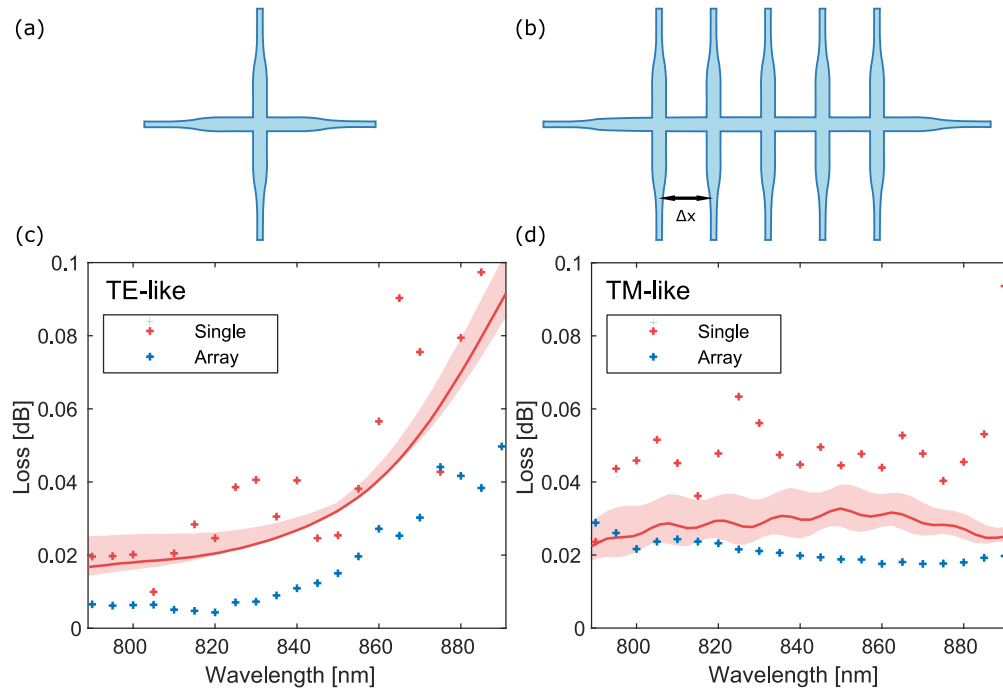 (a)
(b)
Δx
(c)
(d)
0.1
0.08
0.06
0.04
0.02
0
Loss [dB]
TE-like
Single
Array
800
820
840
860
880
Wavelength [nm]
0.1
0.08
0.06
0.04
0.02
0
Loss [dB]
TM-like
Single
Array
800
820
840
860
880
Wavelength [nm]